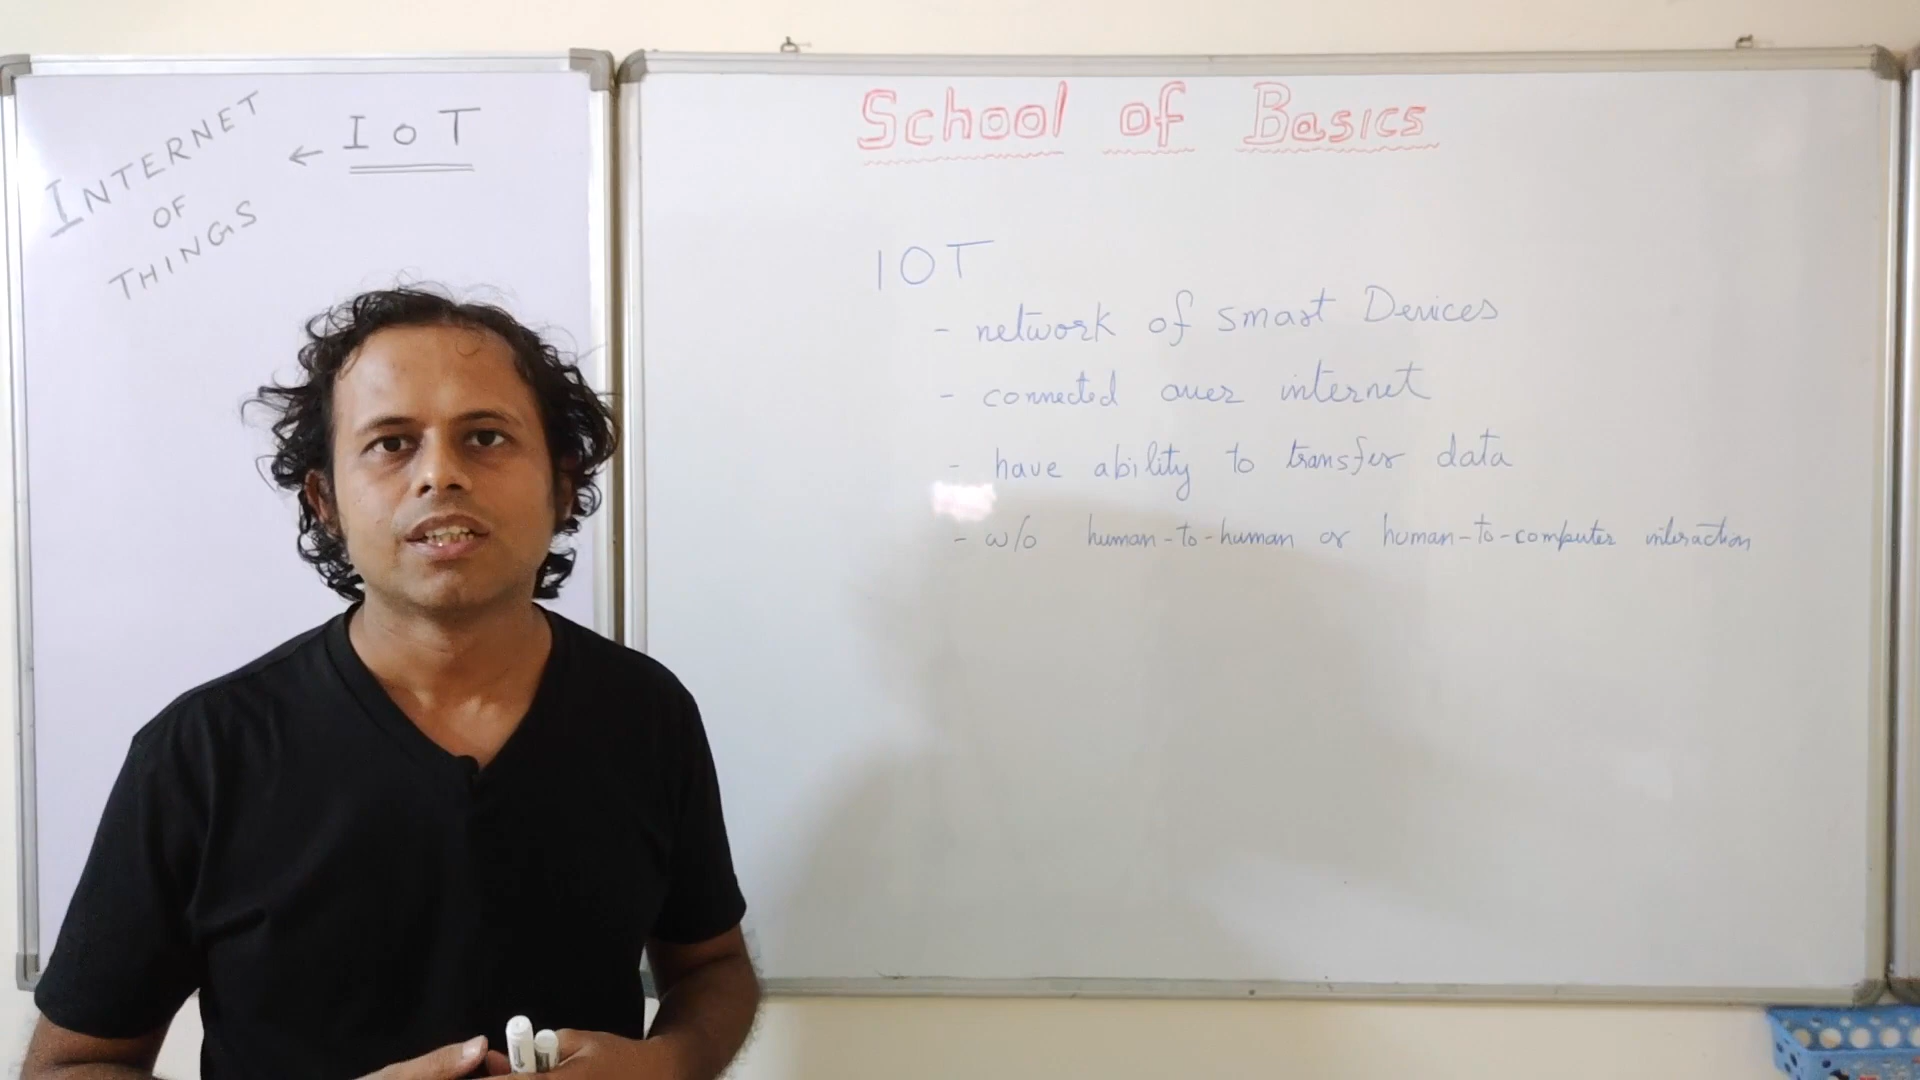 ← IoT
INTERNET
OF
THINGS
School of Basics
IOT
- network of smart Devices
- connected over internet
- have ability to transfer data
- w/o human-to-human or human-to-computer interaction